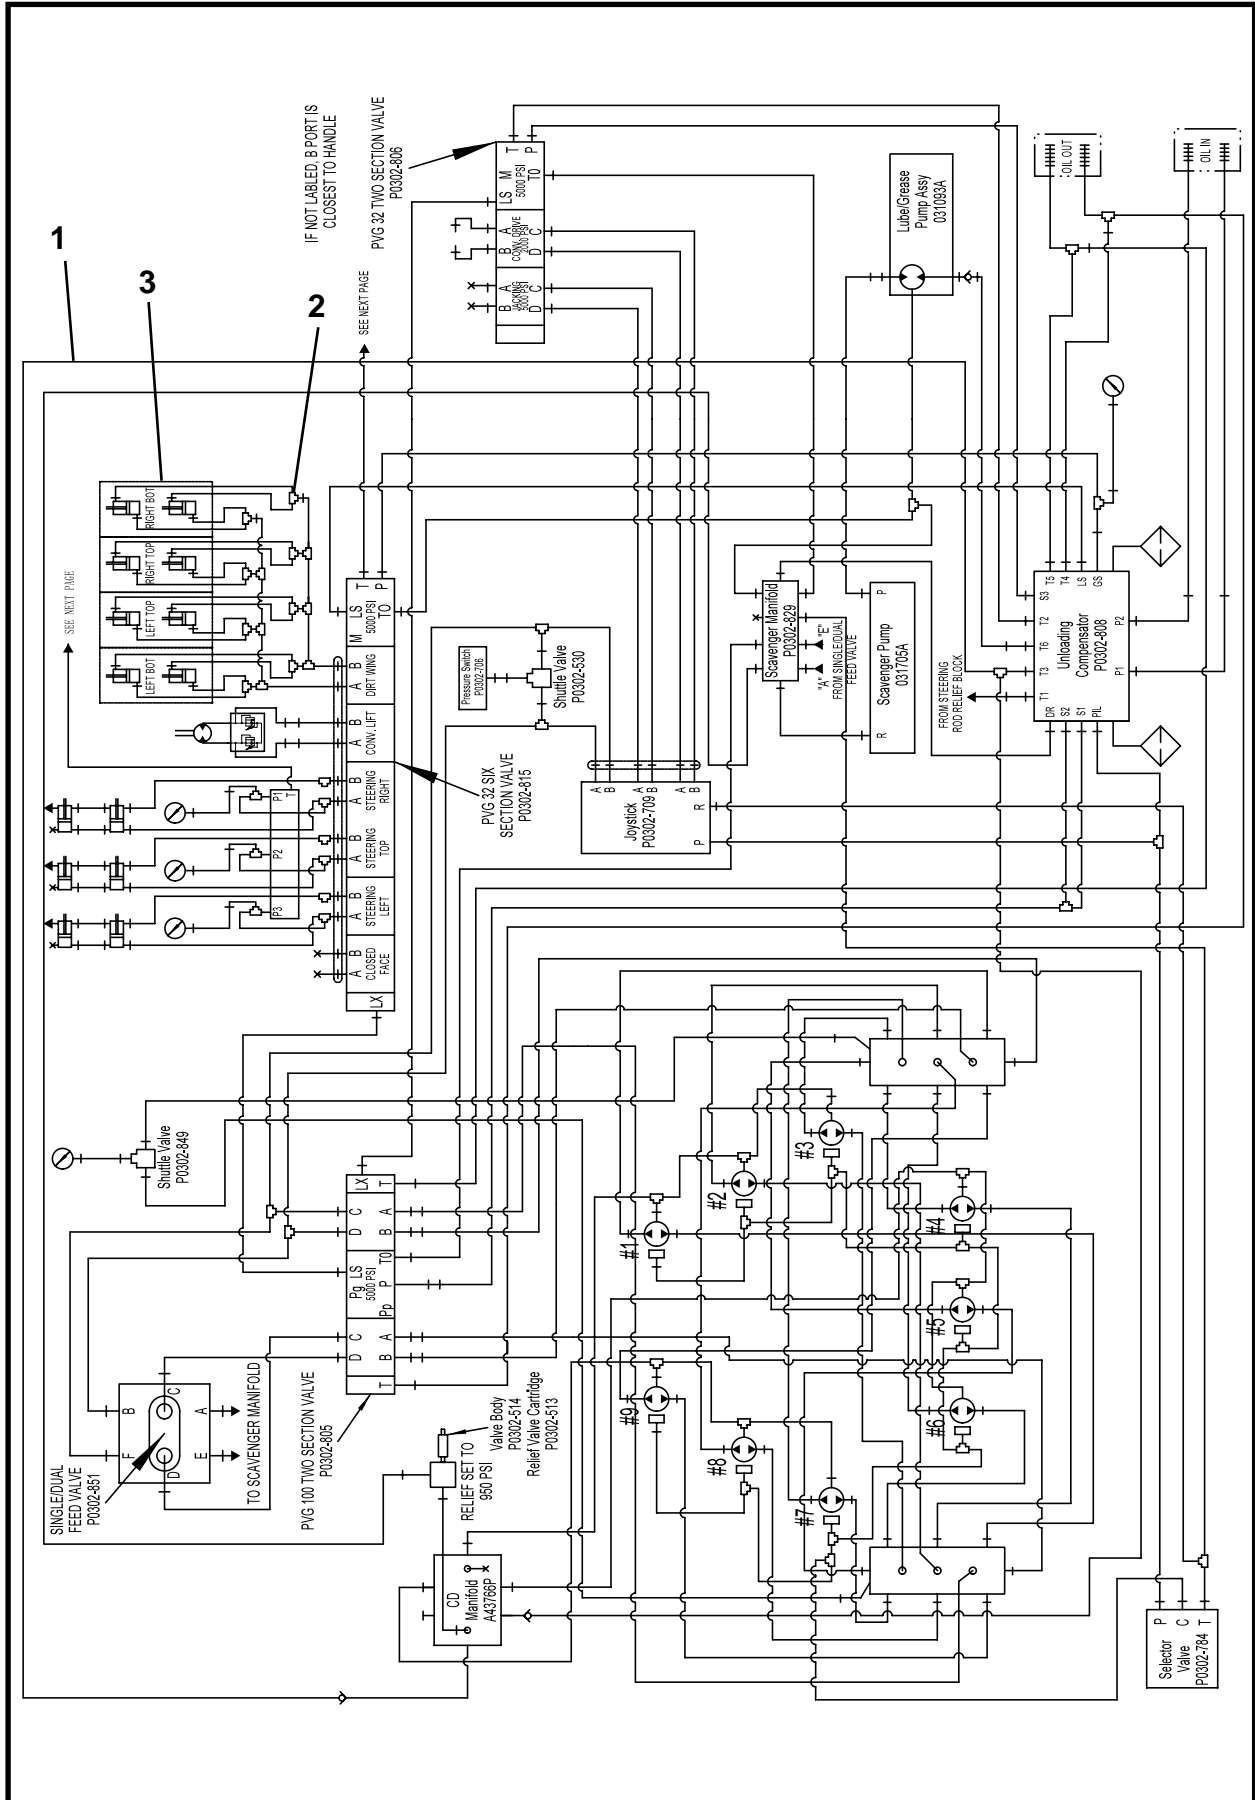 1
3
2
IF NOT LABLED, B PORT IS
CLOSEST TO HANDLE
PVG 32 TWO SECTION VALVE
P0302-806
SEE NEXT PAGE
SEE NEXT PAGE
T
P
LS M
5000 PSI
TO
B A
CONV. DRIVE
2000 PSI
D C
B A
JACKING
5000 PSI
D C
Lube/Grease
Pump Assy
031093A
OIL OUT
OIL IN
RIGHT BOT
RIGHT TOP
LEFT TOP
LEFT BOT
T
P
LS
M
5000 PSI
TO
A B
DIRT WING
A B
CONV. LIFT
A B
STEERING
RIGHT
A B
STEERING
TOP
A B
STEERING
LEFT
A B
CLOSED
FACE
LX
P1
T
P2
P3
PVG 32 SIX
SECTION VALVE
P0302-815
Pressure Switch
P0302-706
Shuttle Valve
P0302-530
Joystick
P0302-709
A
B
A
B
A
B
P R
Scavenger Manifold
P0302-829
"A" "E"
FROM SINGLE/DUAL
FEED VALVE
Scavenger Pump
031705A
R P
FROM STEERING
ROD RELIEF BLOCK
Unloading
Compensator
P0302-808
T1 T3 T6 T2 S3
DR S2 S1 PIL
T5 T4 LS GS
P1 P2
Shuttle Valve
P0302-849
LX
T
D C
B A
Pg LS
5000 PSI
Pp P TO
D C
B A
T
PVG 100 TWO SECTION VALVE
P0302-805
SINGLE/DUAL
FEED VALVE
P0302-851
F B
D C
E A
TO SCAVENGER MANIFOLD
Valve Body
P0302-514
Relief Valve Cartridge
P0302-513
RELIEF SET TO
950 PSI
CD
Manifold
A43766P
#1
#2
#3
#4
#5
#6
#7
#8
#9
Selector
Valve
P0302-784
P
C
T